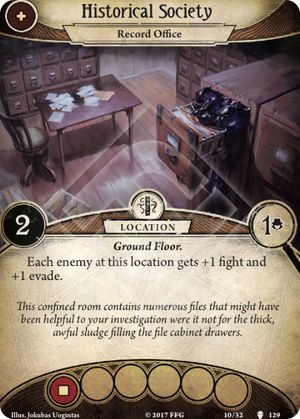 Historical Society
Record Office
2
LOCATION
1
Ground Floor.
Each enemy at this location gets +1 fight and
+1 evade.
This confined room contains numerous files that might have
been helpful to your investigation were it not for the thick,
awful sludge filling the file cabinet drawers.
Illus. Jokubas Uogintas
© 2017 FFG
10/32
129